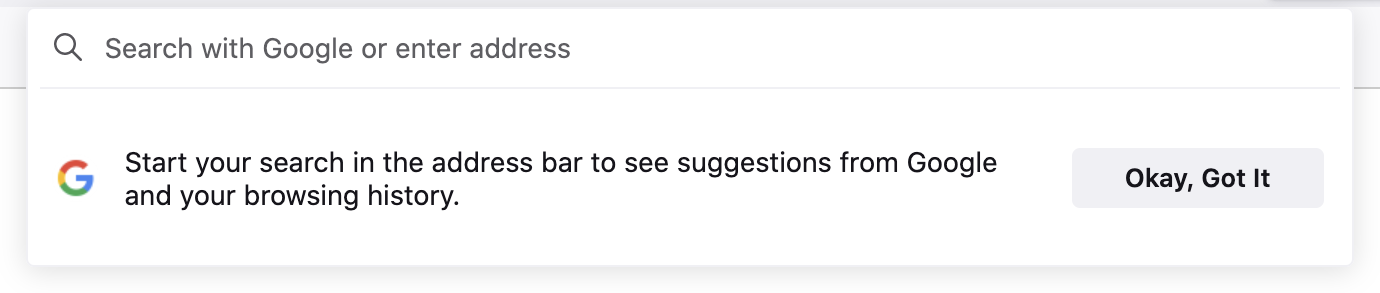 Search with Google or enter address
Start your search in the address bar to see suggestions from Google
and your browsing history.
Okay, Got It